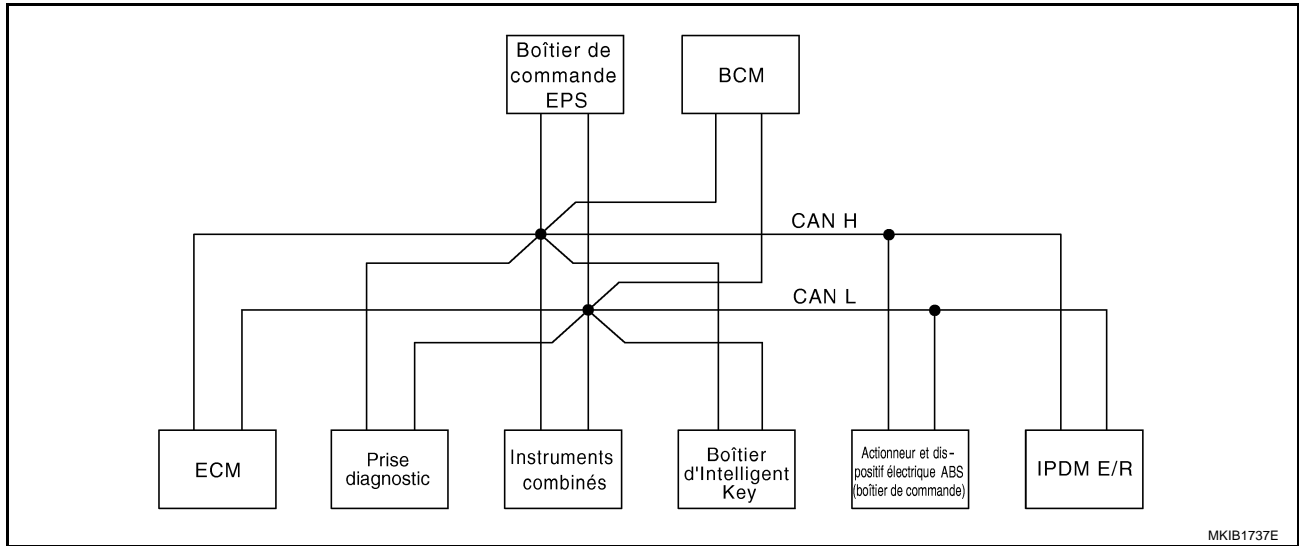 Boîtier de
commande
EPS
BCM
CAN H
CAN L
ECM
Prise
diagnostic
Instruments
combinés
Boîtier
d'Intelligent
Key
Actionneur et dis-
positif électrique ABS
(boîtier de commande)
IPDM E/R
MKIB1737E